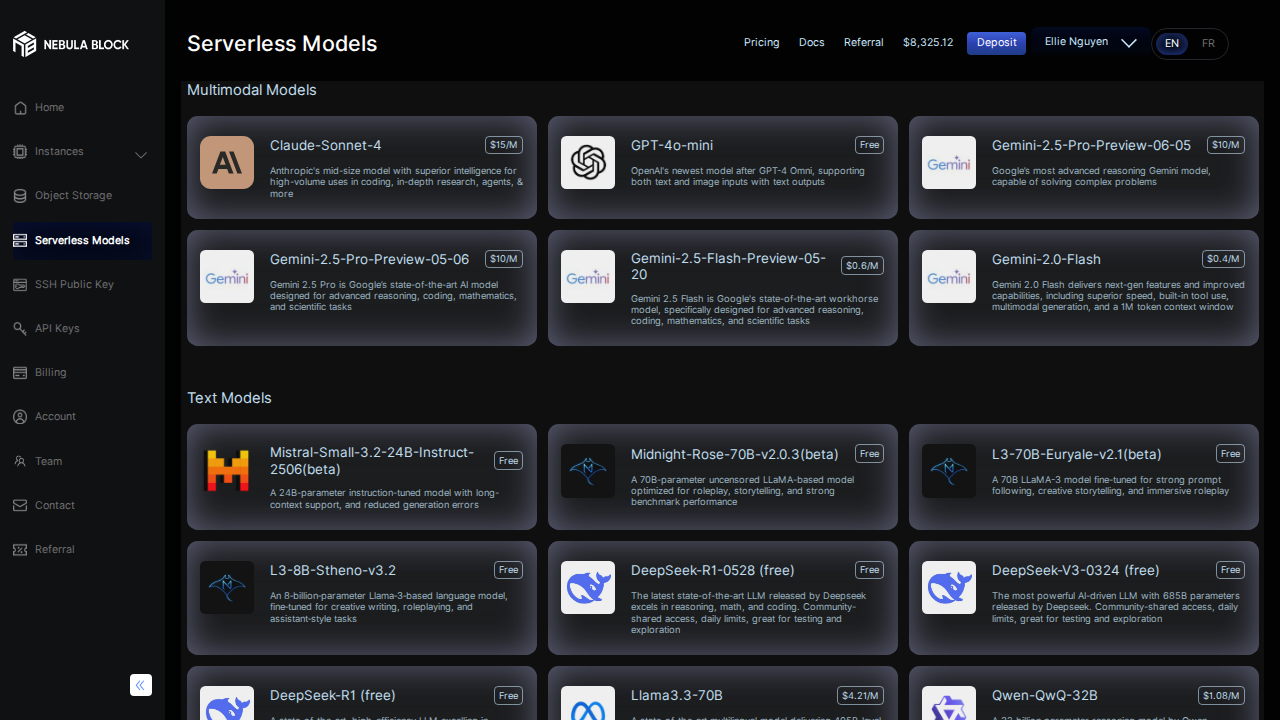 NEBULA BLOCK
Home
Instances
Object Storage
Serverless Models
SSH Public Key
API Keys
Billing
Account
Team
Contact
Referral
Serverless Models
Pricing
Docs
Referral
$8,325.12
Deposit
Ellie Nguyen
EN
FR
Multimodal Models
Claude-Sonnet-4
$15/M
Anthropic's mid-size model with superior intelligence for
high-volume uses in coding, in-depth research, agents, &
more
GPT-4o-mini
Free
OpenAI's newest model after GPT-4 Omni, supporting
both text and image inputs with text outputs
Gemini
Gemini-2.5-Pro-Preview-06-05
$10/M
Google's most advanced reasoning Gemini model,
capable of solving complex problems
Gemini
Gemini-2.5-Pro-Preview-05-06
$10/M
Gemini 2.5 Pro is Google's state-of-the-art AI model
designed for advanced reasoning, coding, mathematics,
and scientific tasks
Gemini
Gemini-2.5-Flash-Preview-05-
20
$0.6/M
Gemini 2.5 Flash is Google's state-of-the-art workhorse
model, specifically designed for advanced reasoning,
coding, mathematics, and scientific tasks
Gemini
Gemini-2.0-Flash
$0.4/M
Gemini 2.0 Flash delivers next-gen features and improved
capabilities, including superior speed, built-in tool use,
multimodal generation, and a 1M token context window
Text Models
Mistral-Small-3.2-24B-Instruct-
2506(beta)
Free
A 24B-parameter instruction-tuned model with long-
context support, and reduced generation errors
Midnight-Rose-70B-v2.0.3(beta)
Free
A 70B-parameter uncensored LLaMA-based model
optimized for roleplay, storytelling, and strong
benchmark performance
L3-70B-Euryale-v2.1(beta)
Free
A 70B LLaMA-3 model fine-tuned for strong prompt
following, creative storytelling, and immersive roleplay
L3-8B-Stheno-v3.2
Free
An 8-billion-parameter Llama-3-based language model,
fine-tuned for creative writing, roleplaying, and
assistant-style tasks
DeepSeek-R1-0528 (free)
Free
The latest state-of-the-art LLM released by Deepseek
excels in reasoning, math, and coding. Community-
shared access, daily limits, great for testing and
exploration
DeepSeek-V3-0324 (free)
Free
The most powerful AI-driven LLM with 685B parameters
released by Deepseek. Community-shared access, daily
limits, great for testing and exploration
DeepSeek-R1 (free)
Free
Llama3.3-70B
$4.21/M
Qwen-QwQ-32B
$1.08/M